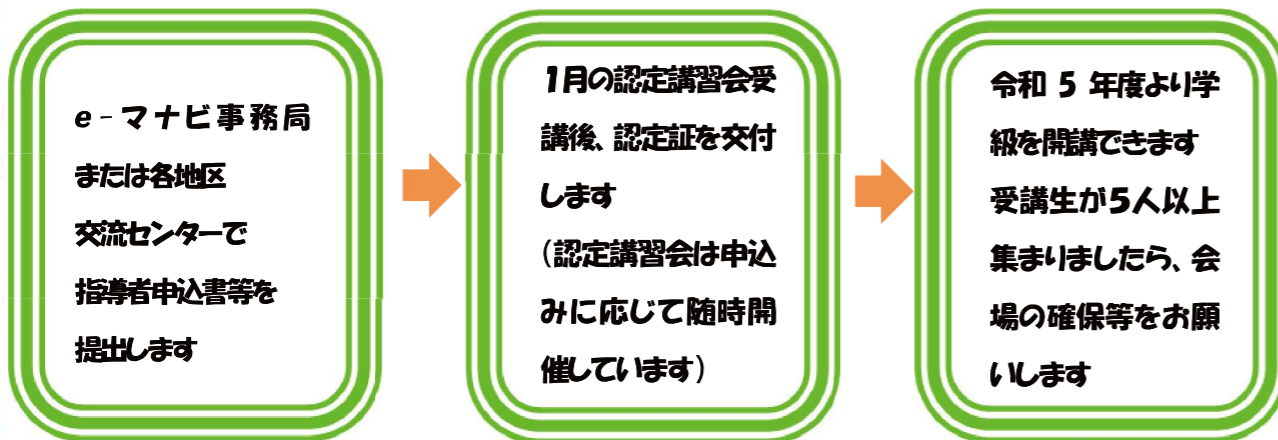 e-マナビ事務局
または各地区
交流センターで
指導者申込書等を
提出します
1月の認定講習会受
講後、認定証を交付
します
(認定講習会は申込
みに応じて随時開
催しています)
令和 5 年度より学
級を開講できます
受講生が5人以上
集まりましたら、会
場の確保等をお願
いします